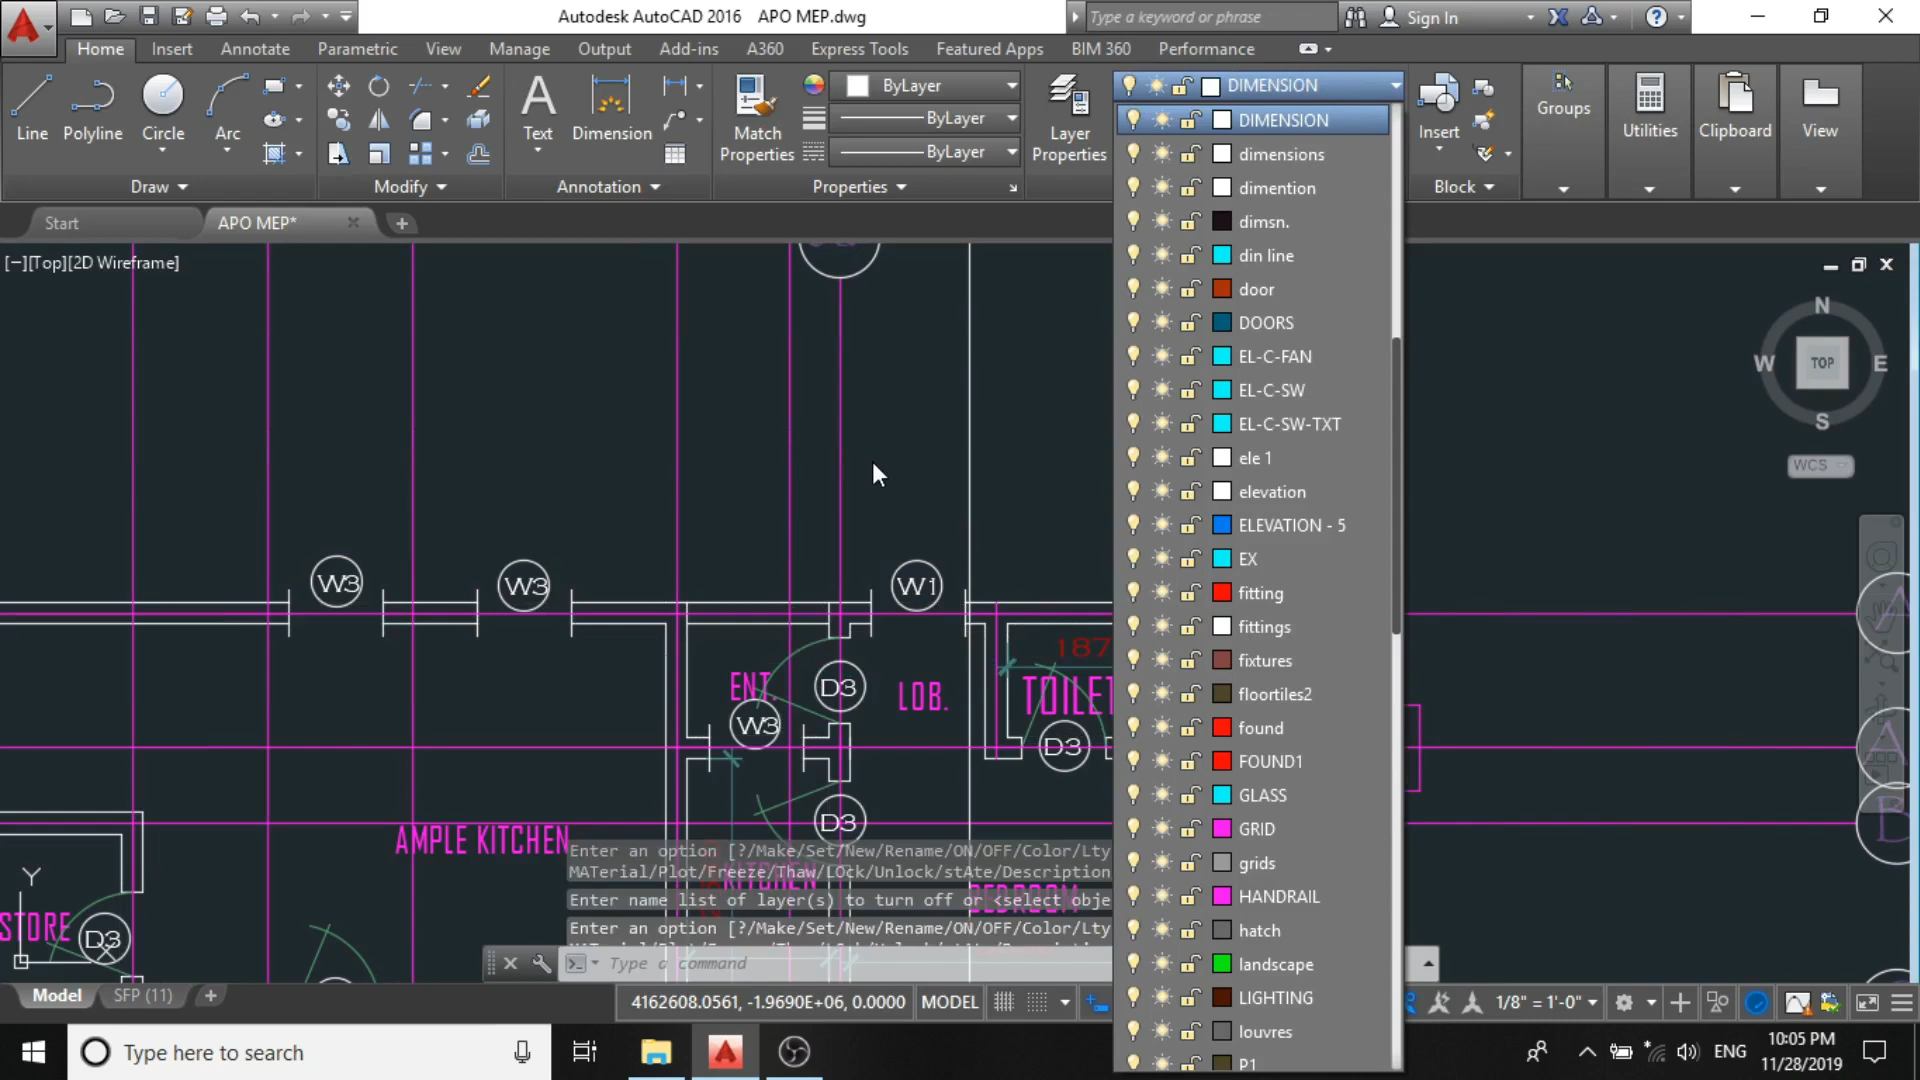 Autodesk AutoCAD 2016 APO MEP.dwg
Type a keyword or phrase
Sign In
Home Insert Annotate Parametric View Manage Output Add-ins A360 Express Tools Featured Apps BIM 360 Performance
Line Polyline Circle Arc
Text Dimension
Match Properties
ByLayer
ByLayer
ByLayer
Layer Properties
DIMENSION
Insert
Groups
Utilities
Clipboard
View
Draw Modify Annotation Properties Block
Start APO MEP*
[−][Top][2D Wireframe]
DIMENSION
dimensions
dimention
dimsn.
din line
door
DOORS
EL-C-FAN
EL-C-SW
EL-C-SW-TXT
ele 1
elevation
ELEVATION - 5
EX
fitting
fittings
fixtures
floortiles2
found
FOUND1
GLASS
GRID
grids
HANDRAIL
hatch
landscape
LIGHTING
louvres
P1
N
W TOP E
S
WCS
W3 W3 W1
187
ENT. D3 LOB. TOILET
W3 D3
D3
AMPLE KITCHEN
KITCHEN
BEDROOM
Y
STORE D3
X
A
A
B
Enter an option [?/Make/Set/New/Rename/ON/OFF/Color/Lty
MATerial/Plot/Freeze/Thaw/LOck/Unlock/stAte/Description
Enter name list of layer(s) to turn off or <select obje
Enter an option [?/Make/Set/New/Rename/ON/OFF/Color/Lty
Type a command
Model SFP (11)
4162608.0561, -1.9690E+06, 0.0000 MODEL
1/8" = 1'-0"
Type here to search
ENG
10:05 PM
11/28/2019